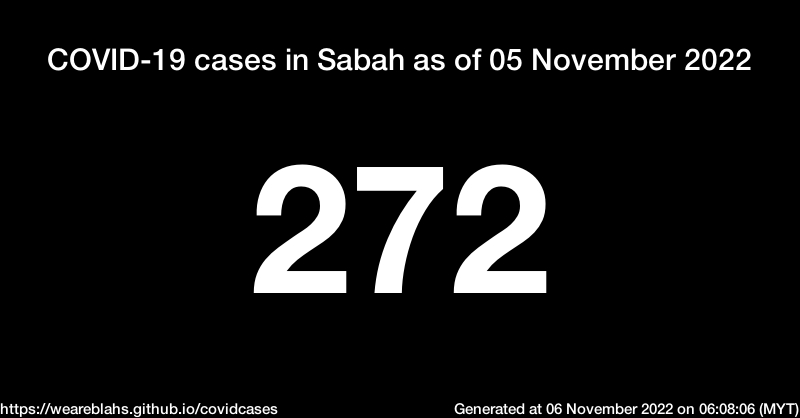 COVID-19 cases in Sabah as of 05 November 2022
272
https://weareblahs.github.io/covidcases
Generated at 06 November 2022 on 06:08:06 (MYT)